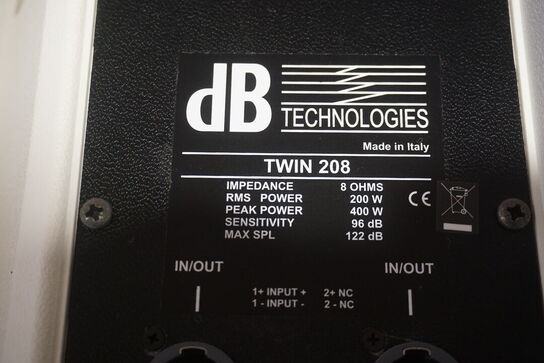 dB
TECHNOLOGIES
Made in Italy
TWIN 208
IMPEDANCE 8 OHMS
RMS POWER 200 W
PEAK POWER 400 W
SENSITIVITY 96 dB
MAX SPL 122 dB
CE
IN/OUT IN/OUT
1+ INPUT + 2+ NC
1 - INPUT - 2 - NC